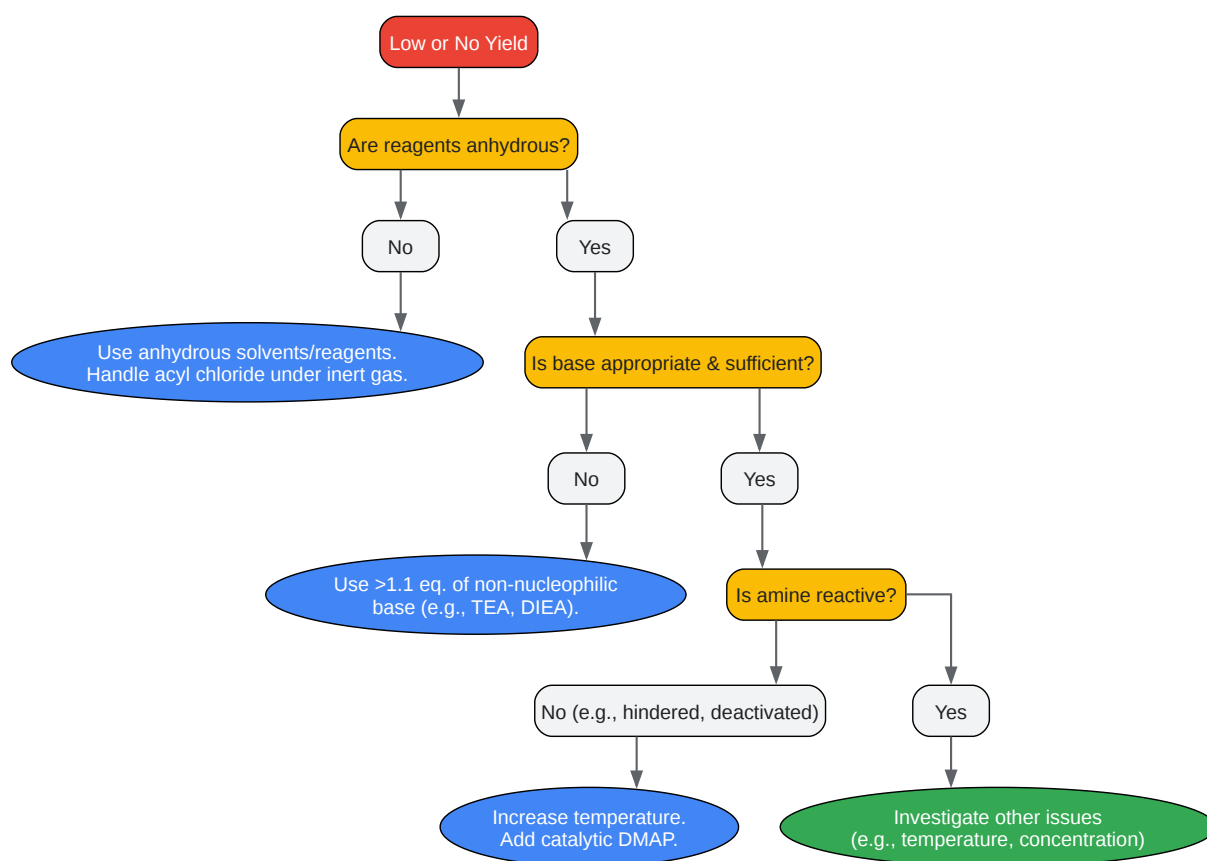 Low or No Yield
Are reagents anhydrous?
No
Yes
Use anhydrous solvents/reagents.
Handle acyl chloride under inert gas.
Is base appropriate & sufficient?
No
Yes
Use >1.1 eq. of non-nucleophilic
base (e.g., TEA, DIEA).
Is amine reactive?
No (e.g., hindered, deactivated)
Yes
Increase temperature.
Add catalytic DMAP.
Investigate other issues
(e.g., temperature, concentration)